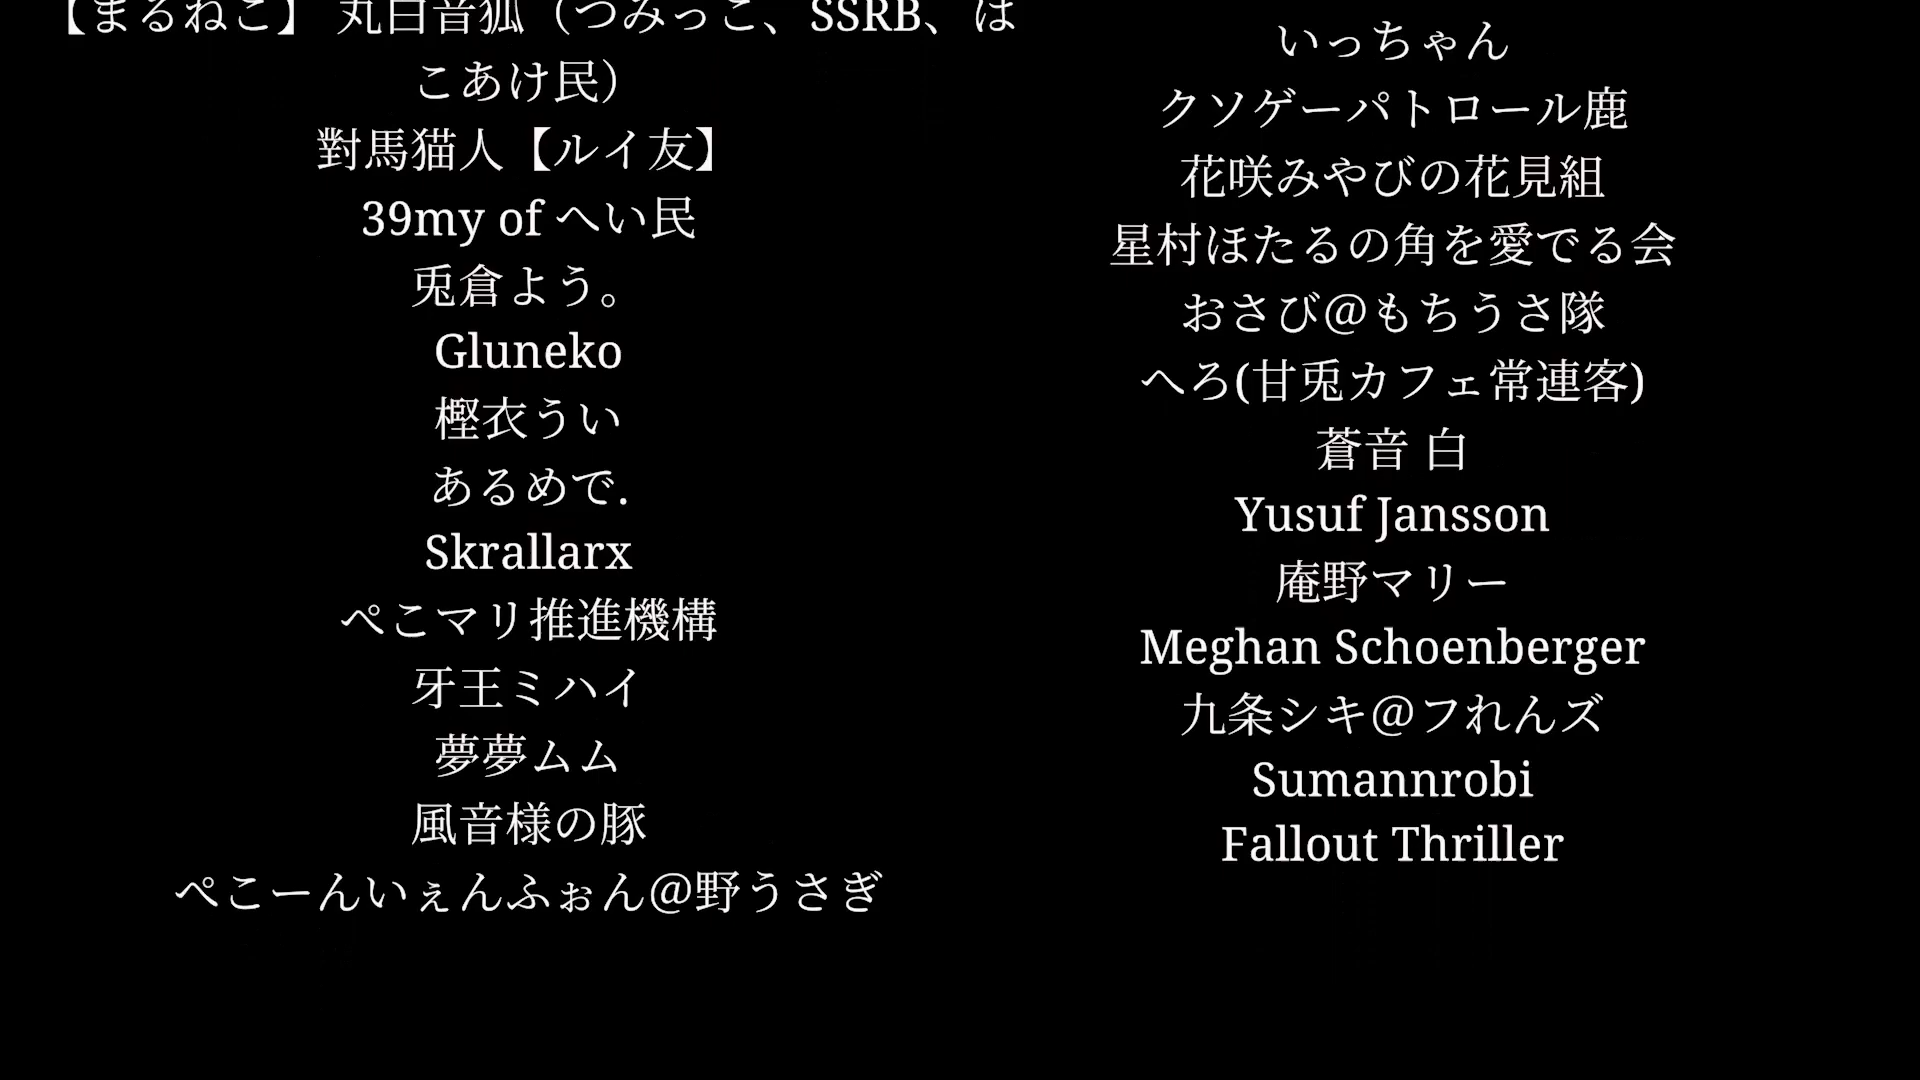 【まるねこ】 丸白音狐（つみっこ、SSRB、は
こあけ民）
對馬猫人【ルイ友】
39my of へい民
兎倉よう。
Gluneko
樫衣うい
あるめで.
Skrallarx
ぺこマリ推進機構
牙王ミハイ
夢夢ムム
風音様の豚
ぺこーんいぇんふぉん@野うさぎ
いっちゃん
クソゲーパトロール鹿
花咲みやびの花見組
星村ほたるの角を愛でる会
おさび@もちうさ隊
へろ(甘兎カフェ常連客)
蒼音 白
Yusuf Jansson
庵野マリー
Meghan Schoenberger
九条シキ@フれんズ
Sumannrobi
Fallout Thriller